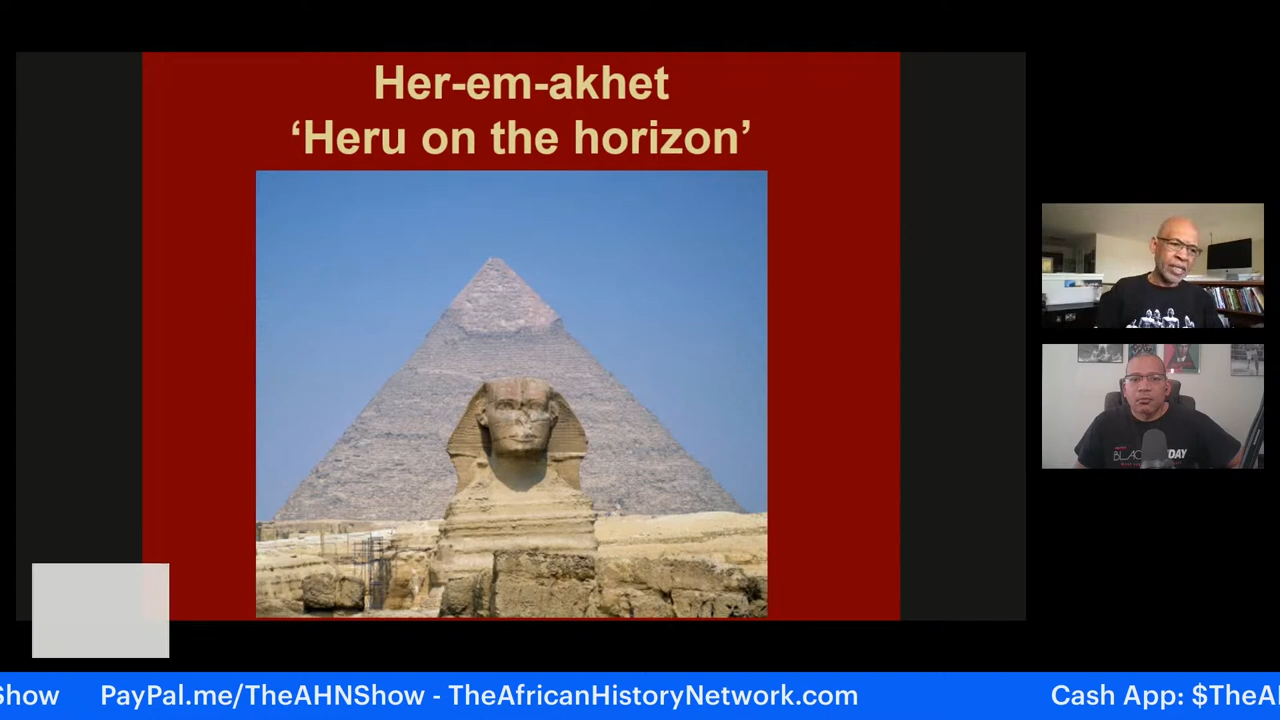 Her-em-akhet
‘Heru on the horizon’
Show PayPal.me/TheAHNShow - TheAfricanHistoryNetwork.com Cash App: $TheA